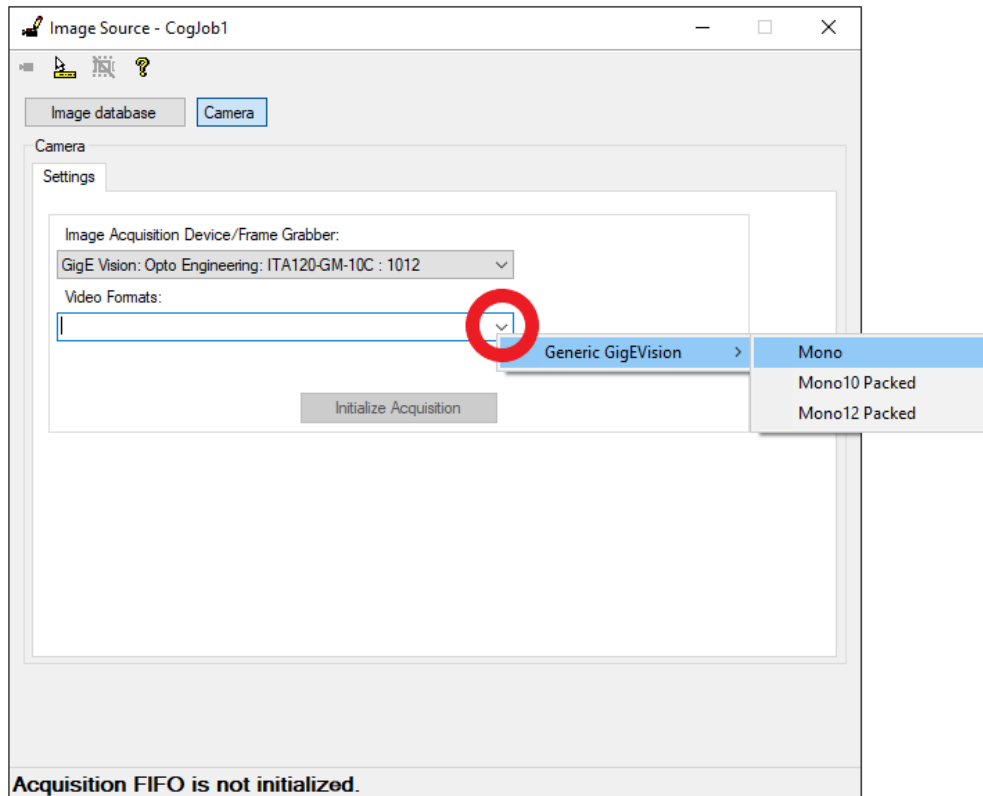 Image Source - CogJob1
Image database
Camera
Camera
Settings
Image Acquisition Device/Frame Grabber:
GigE Vision: Opto Engineering: ITA120-GM-10C : 1012
Video Formats:
Generic GigEVision
Mono
Mono10 Packed
Mono12 Packed
Initialize Acquisition
Acquisition FIFO is not initialized.